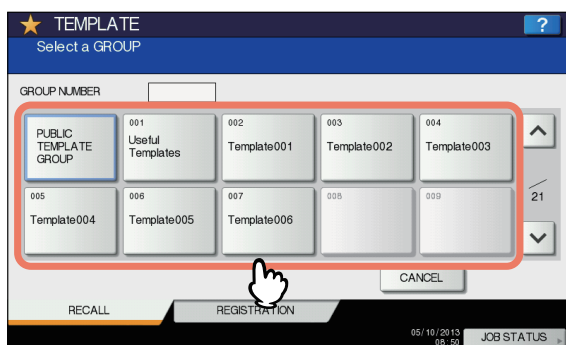 TEMPLATE
?
Select a GROUP
GROUP NUMBER
PUBLIC
TEMPLATE
GROUP
001
Useful
Templates
002
Template001
003
Template002
004
Template003
005
Template004
006
Template005
007
Template006
008
009
21
CANCEL
RECALL
REGISTRATION
05/10/2013
08:50
JOB STATUS